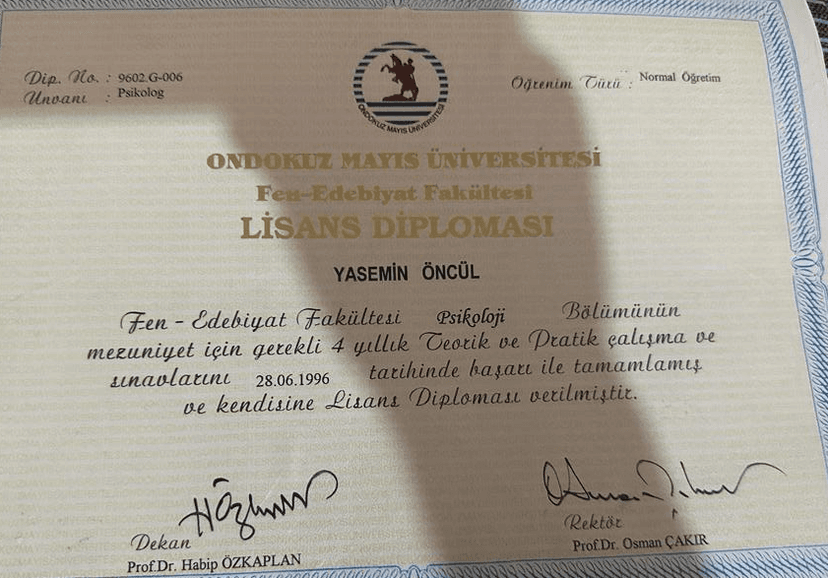 Dip. No. : 9602.G-006
Unvanı : Psikolog
Öğrenim Türü : Normal Öğretim
ONDOKUZ MAYIS ÜNİVERSİTESİ
ONDOKUZ MAYIS ÜNİVERSİTESİ
Fen-Edebiyat Fakültesi
LİSANS DİPLOMASI
YASEMİN ÖNCÜL
Fen - Edebiyat Fakültesi Psikoloji Bölümünün
mezuniyet için gerekli 4 yıllık Teorik ve Pratik çalışma ve
sınavlarını 28.06.1996 tarihinde başarı ile tamamlamış
ve kendisine Lisans Diploması verilmiştir.
Dekan
Prof.Dr. Habip ÖZKAPLAN
Rektör
Prof.Dr. Osman ÇAKIR